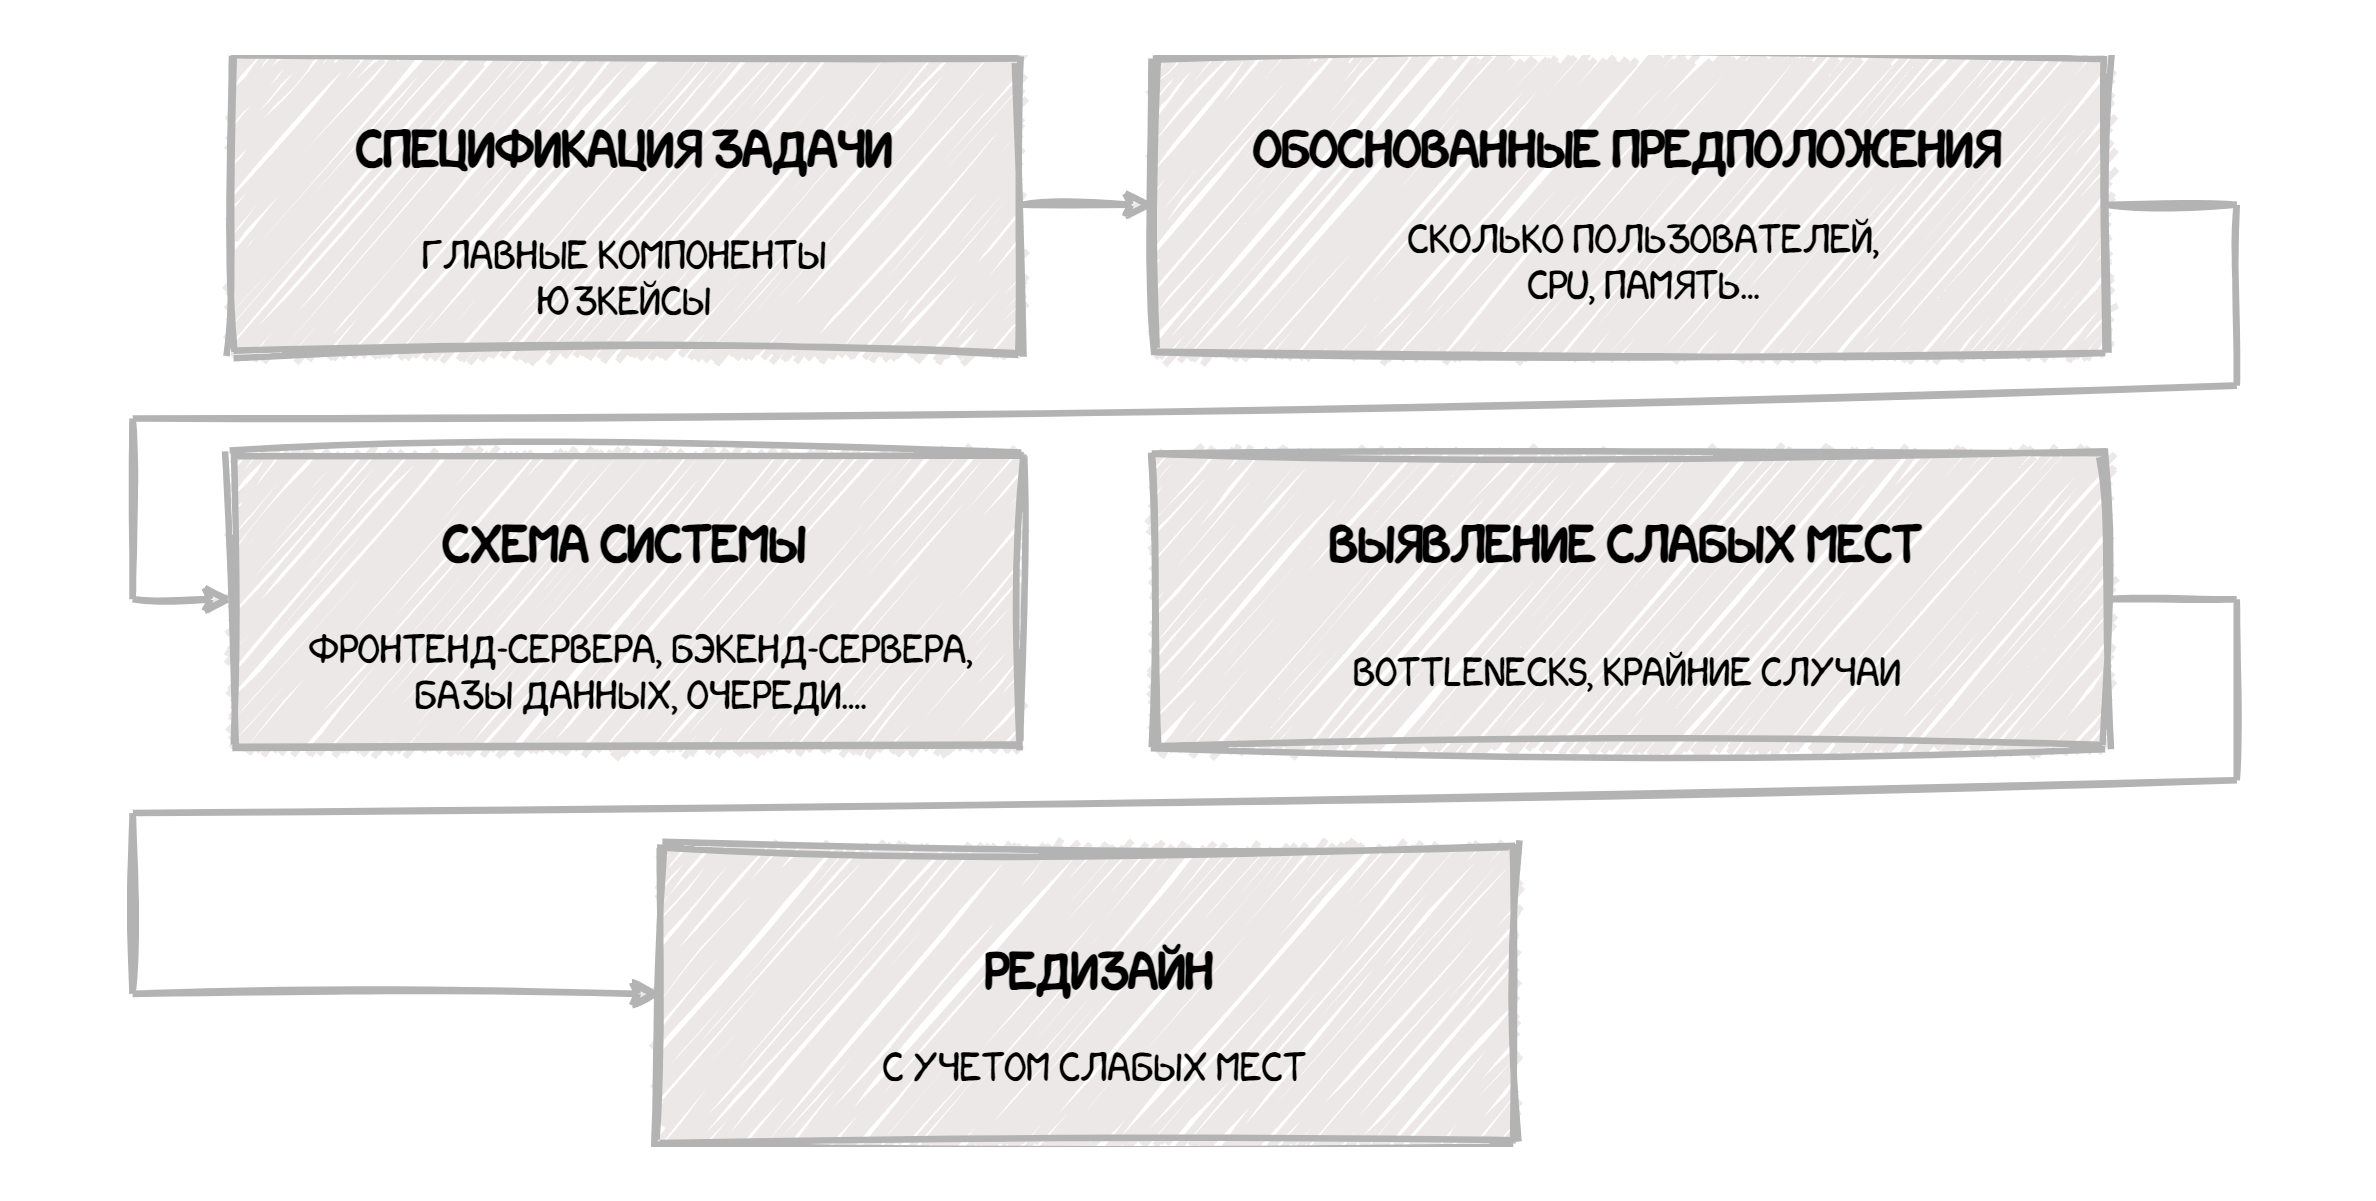 СПЕЦИФИКАЦИЯ ЗАДАЧИ
ГЛАВНЫЕ КОМПОНЕНТЫ
ЮЗКЕЙСЫ
ОБОСНОВАННЫЕ ПРЕДПОЛОЖЕНИЯ
СКОЛЬКО ПОЛЬЗОВАТЕЛЕЙ,
CPU, ПАМЯТЬ...
СХЕМА СИСТЕМЫ
ФРОНТЕНД-СЕРВЕРА, БЭКЕНД-СЕРВЕРА,
БАЗЫ ДАННЫХ, ОЧЕРЕДИ....
ВЫЯВЛЕНИЕ СЛАБЫХ МЕСТ
BOTTLENECKS, КРАЙНИЕ СЛУЧАИ
РЕДИЗАЙН
С УЧЕТОМ СЛАБЫХ МЕСТ